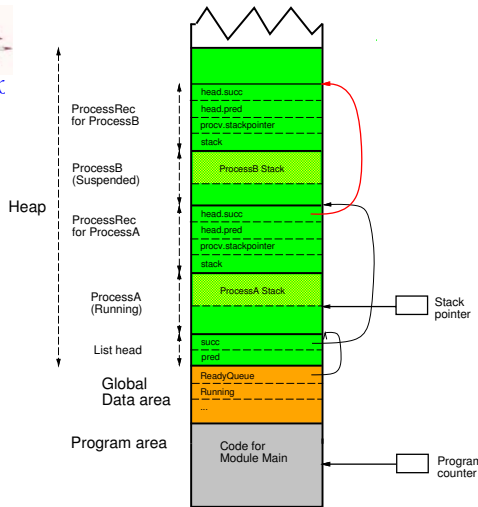 head.succ
head.pred
procv.stackpointer
stack
ProcessRec
for ProcessB
ProcessB Stack
ProcessB
(Suspended)
Heap
head.succ
head.pred
procv.stackpointer
stack
ProcessRec
for ProcessA
ProcessA Stack
ProcessA
(Running)
Stack
pointer
List head
succ
pred
Global
Data area
ReadyQueue
Running
...
Program area
Code for
Module Main
Program
counter